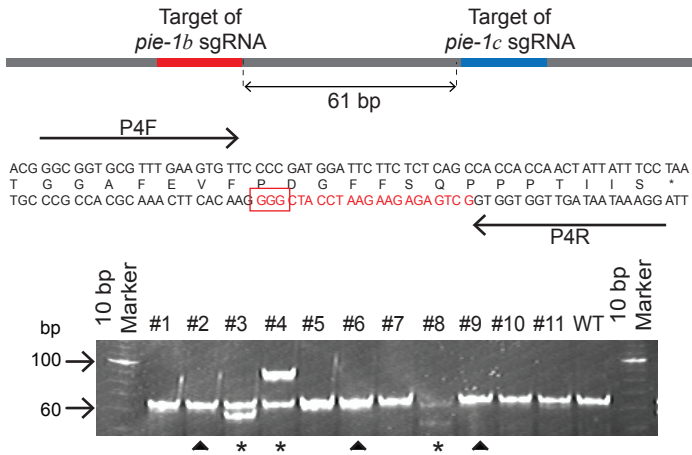 Target of
pie-1b sgRNA
Target of
pie-1c sgRNA
61 bp
P4F
ACG GGC GGT GCG TTT GAA GTG TTC CCC GAT GGA TTC TTC TCT CAG CCA CCA CCA ACT ATT ATT TCC TAA
T G G A F E V F P D G F F S Q P P P T I I S *
TGC CCG CCA CGC AAA CTT CAC AAG GGG CTA CCT AAG AAG AGA GTC G GT GGT GGT TGA TAA TAA AGG ATT
P4R
10 bp Marker #1 #2 #3 #4 #5 #6 #7 #8 #9 #10 #11 WT 10 bp Marker
bp
100
60
* * *